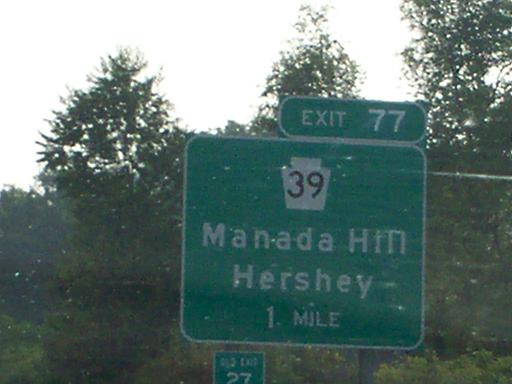 EXIT 77
39
Manada Hill
Hershey
1 MILE
OLD EXIT
27